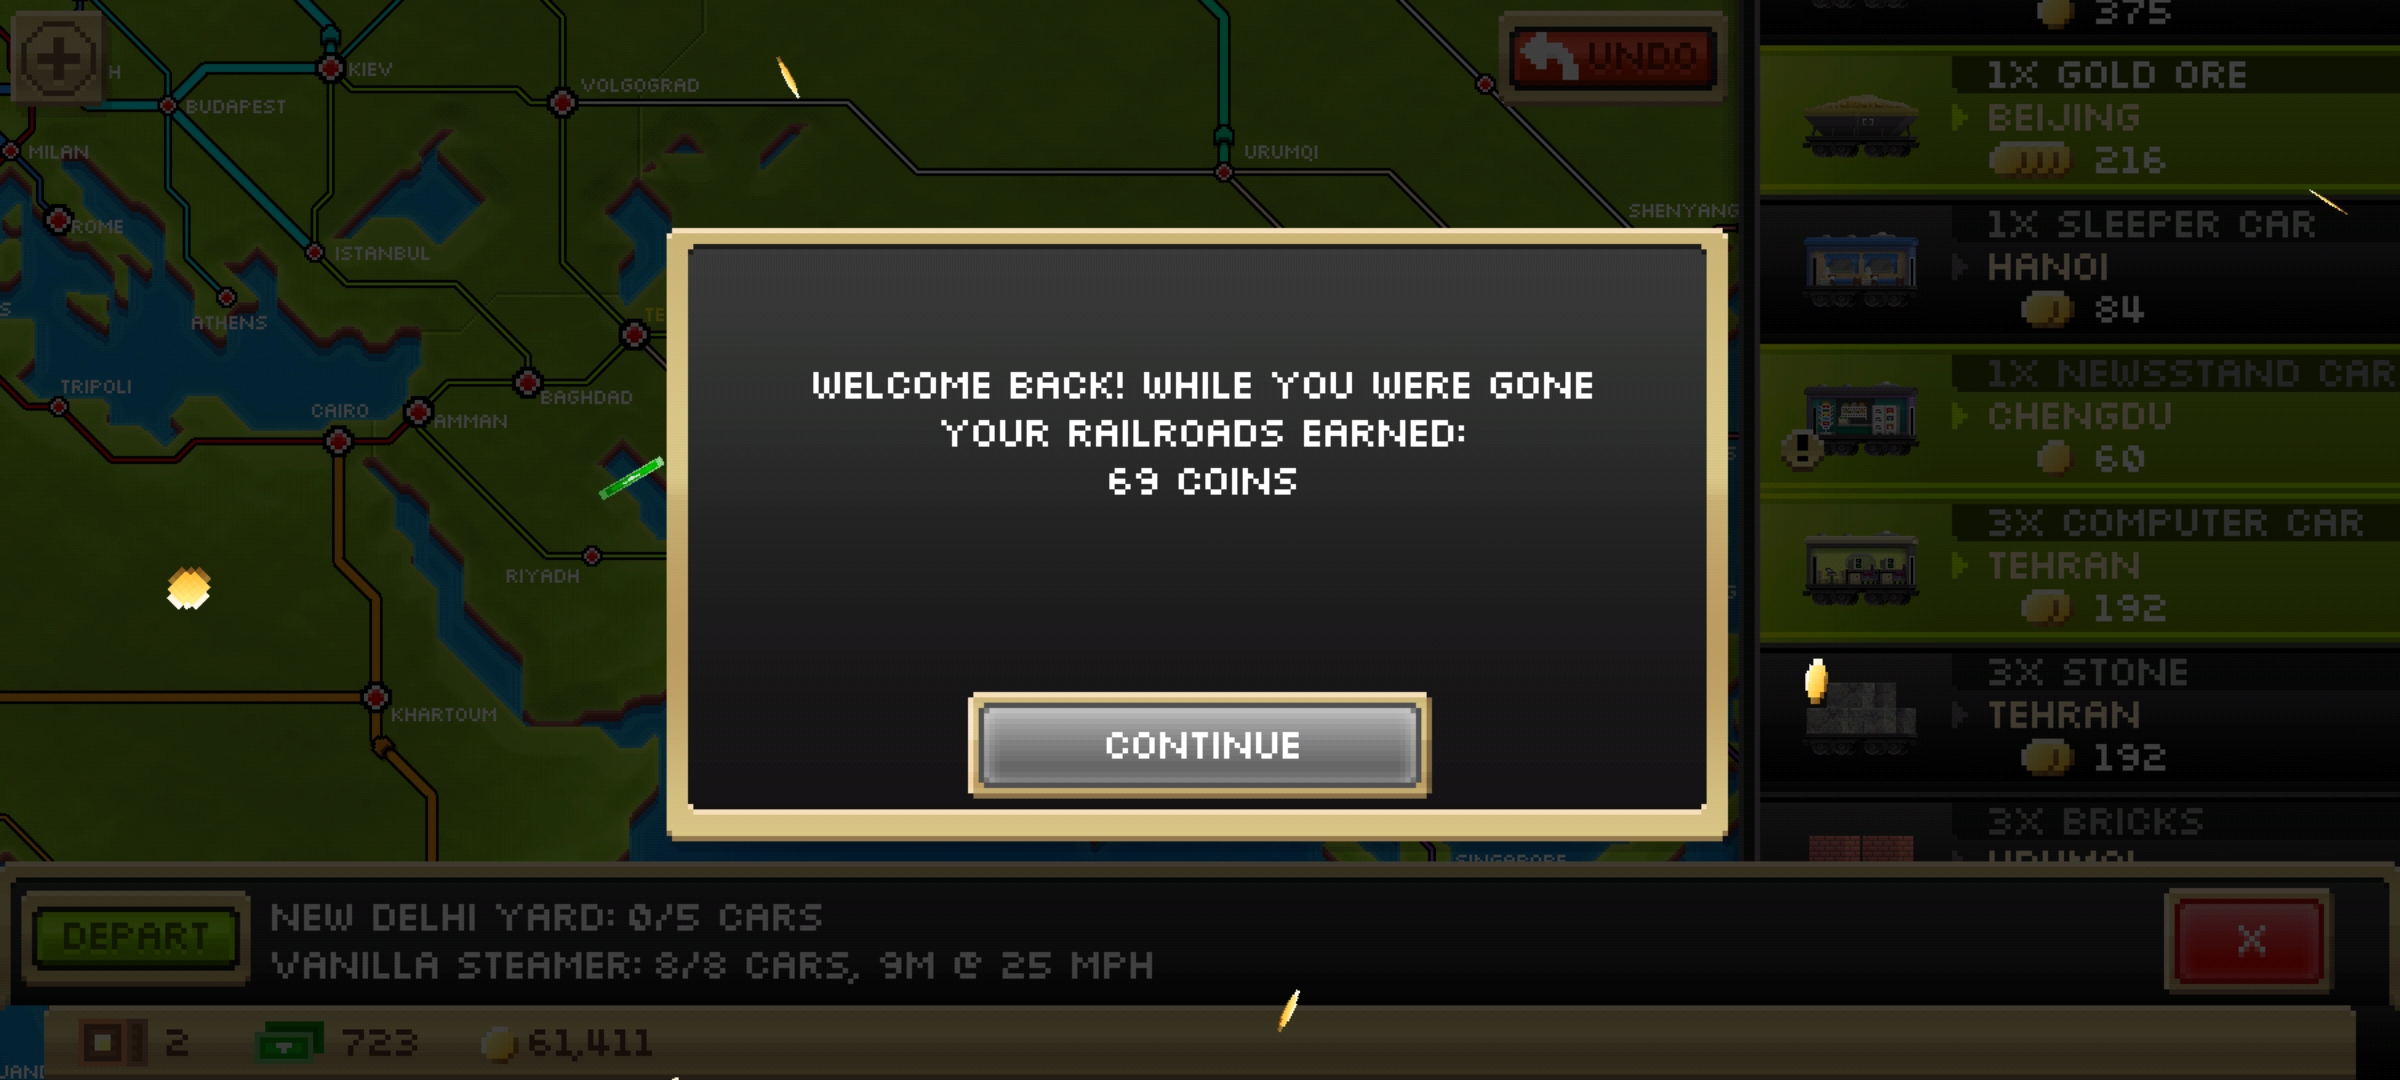 H
KIEV
BUDAPEST
VOLGOGRAD
MILAN
ROME
ISTANBUL
ATHENS
TRIPOLI
CAIRO
AMMAN
BAGHDAD
RIYADH
KHARTOUM
URUMQI
SHENYANG
TE
SINGAPORE
UNDO
WELCOME BACK! WHILE YOU WERE GONE
YOUR RAILROADS EARNED:
69 COINS
CONTINUE
375
1X GOLD ORE
BEIJING
216
1X SLEEPER CAR
HANOI
84
1X NEWSSTAND CAR
CHENGDU
60
3X COMPUTER CAR
TEHRAN
192
3X STONE
TEHRAN
192
3X BRICKS
URUMQI
DEPART
NEW DELHI YARD: 0/5 CARS
VANILLA STEAMER: 8/8 CARS, 9M @ 25 MPH
X
2
723
61,411